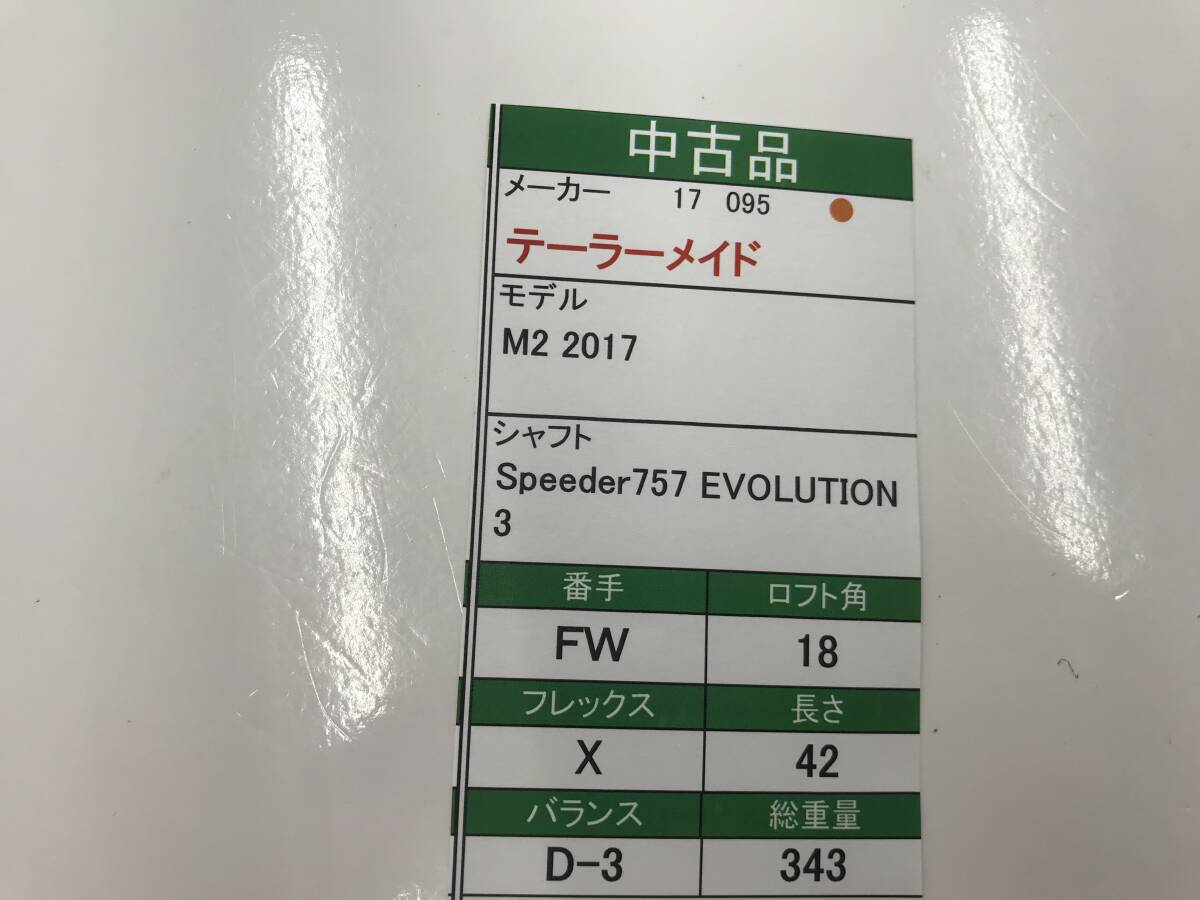 中古品
メーカー 17 095
テーラーメイド
モデル
M2 2017
シャフト
Speeder757 EVOLUTION
3
番手 ロフト角
FW 18
フレックス 長さ
X 42
バランス 総重量
D-3 343